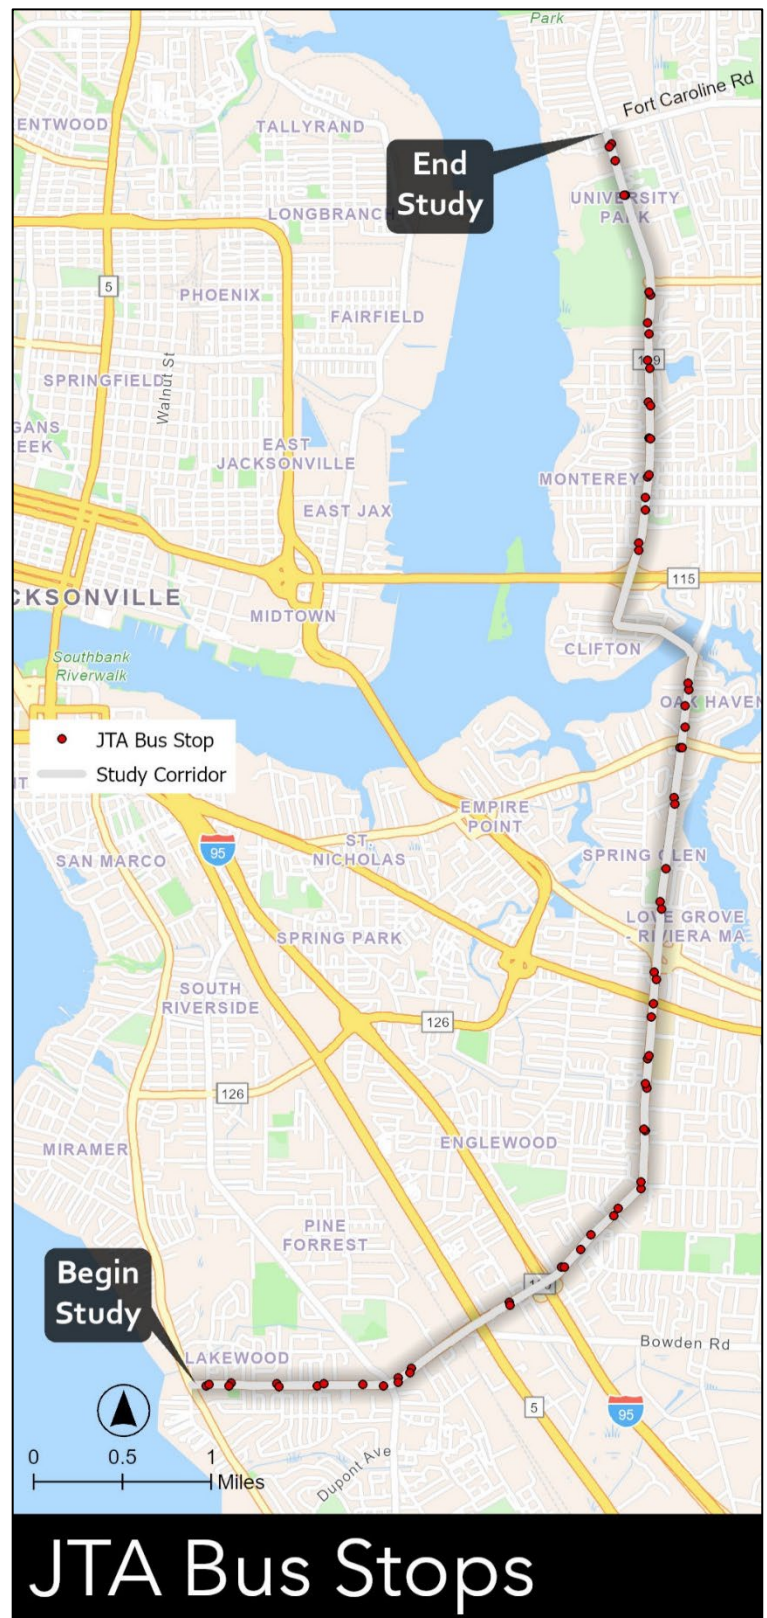 Park
Fort Caroline Rd
ENTWOOD
TALLYRAND
End
Study
UNIVERSITY
PARK
LONGBRANCH
5
PHOENIX
FAIRFIELD
Walnut St
SPRINGFIELD
GANS
EEK
EAST
JACKSONVILLE
MONTEREY
EAST JAX
115
CKSONVILLE
MIDTOWN
CLIFTON
Southbank
Riverwalk
OAK HAVEN
JTA Bus Stop
Study Corridor
NT
EMPIRE
POINT
ST
NICHOLAS
95
SAN MARCO
SPRING GLEN
LOVE GROVE
- RIVIERA MA
SPRING PARK
SOUTH
RIVERSIDE
126
126
MIRAMER
ENGLEWOOD
PINE
FORREST
Begin
Study
Bowden Rd
LAKEWOOD
5
95
0 0.5 1
Miles
Dupont Ave
JTA Bus Stops